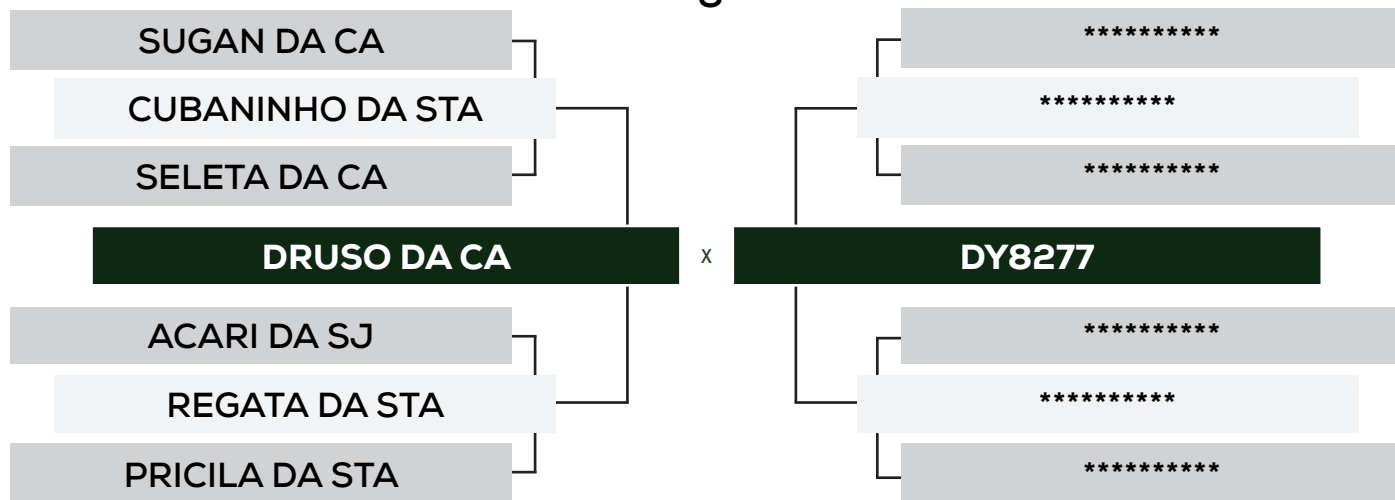 SUGAN DA CA
CUBANINHO DA STA
SELETA DA CA
DRUSO DA CA
ACARI DA SJ
REGATA DA STA
PRICILA DA STA
x
**********
**********
**********
DY8277
**********
**********
**********